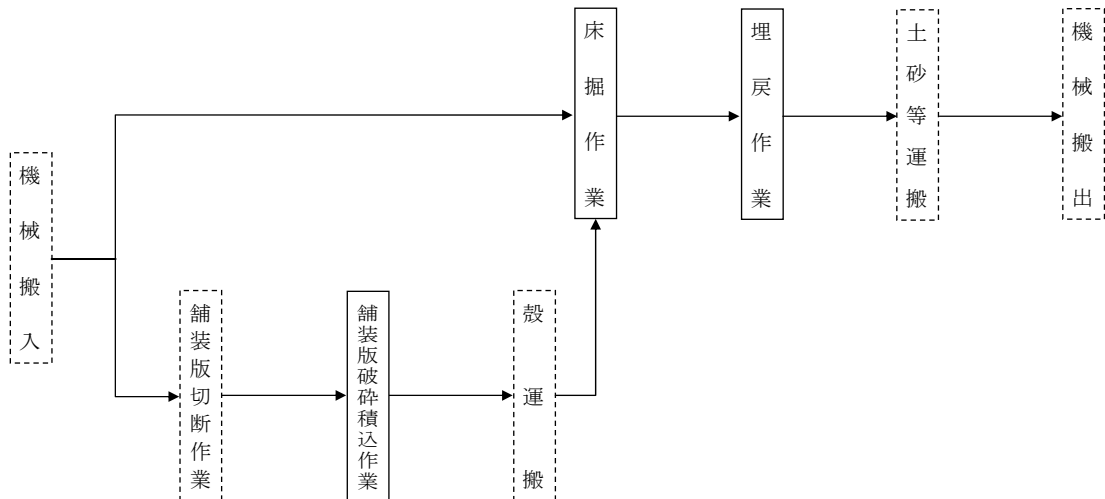 機械搬入
舗装版切断作業
舗装版破砕積込作業
殻運搬
床掘作業
埋戻作業
土砂等運搬
機械搬出